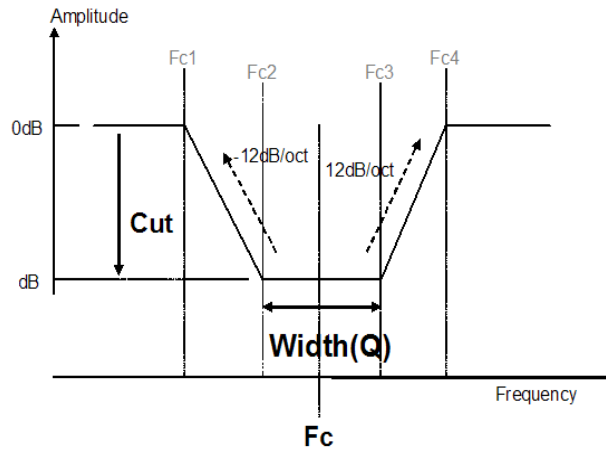 Amplitude
Fc1
Fc2
Fc3
Fc4
0dB
-12dB/oct
12dB/oct
Cut
dB
Width(Q)
Frequency
Fc